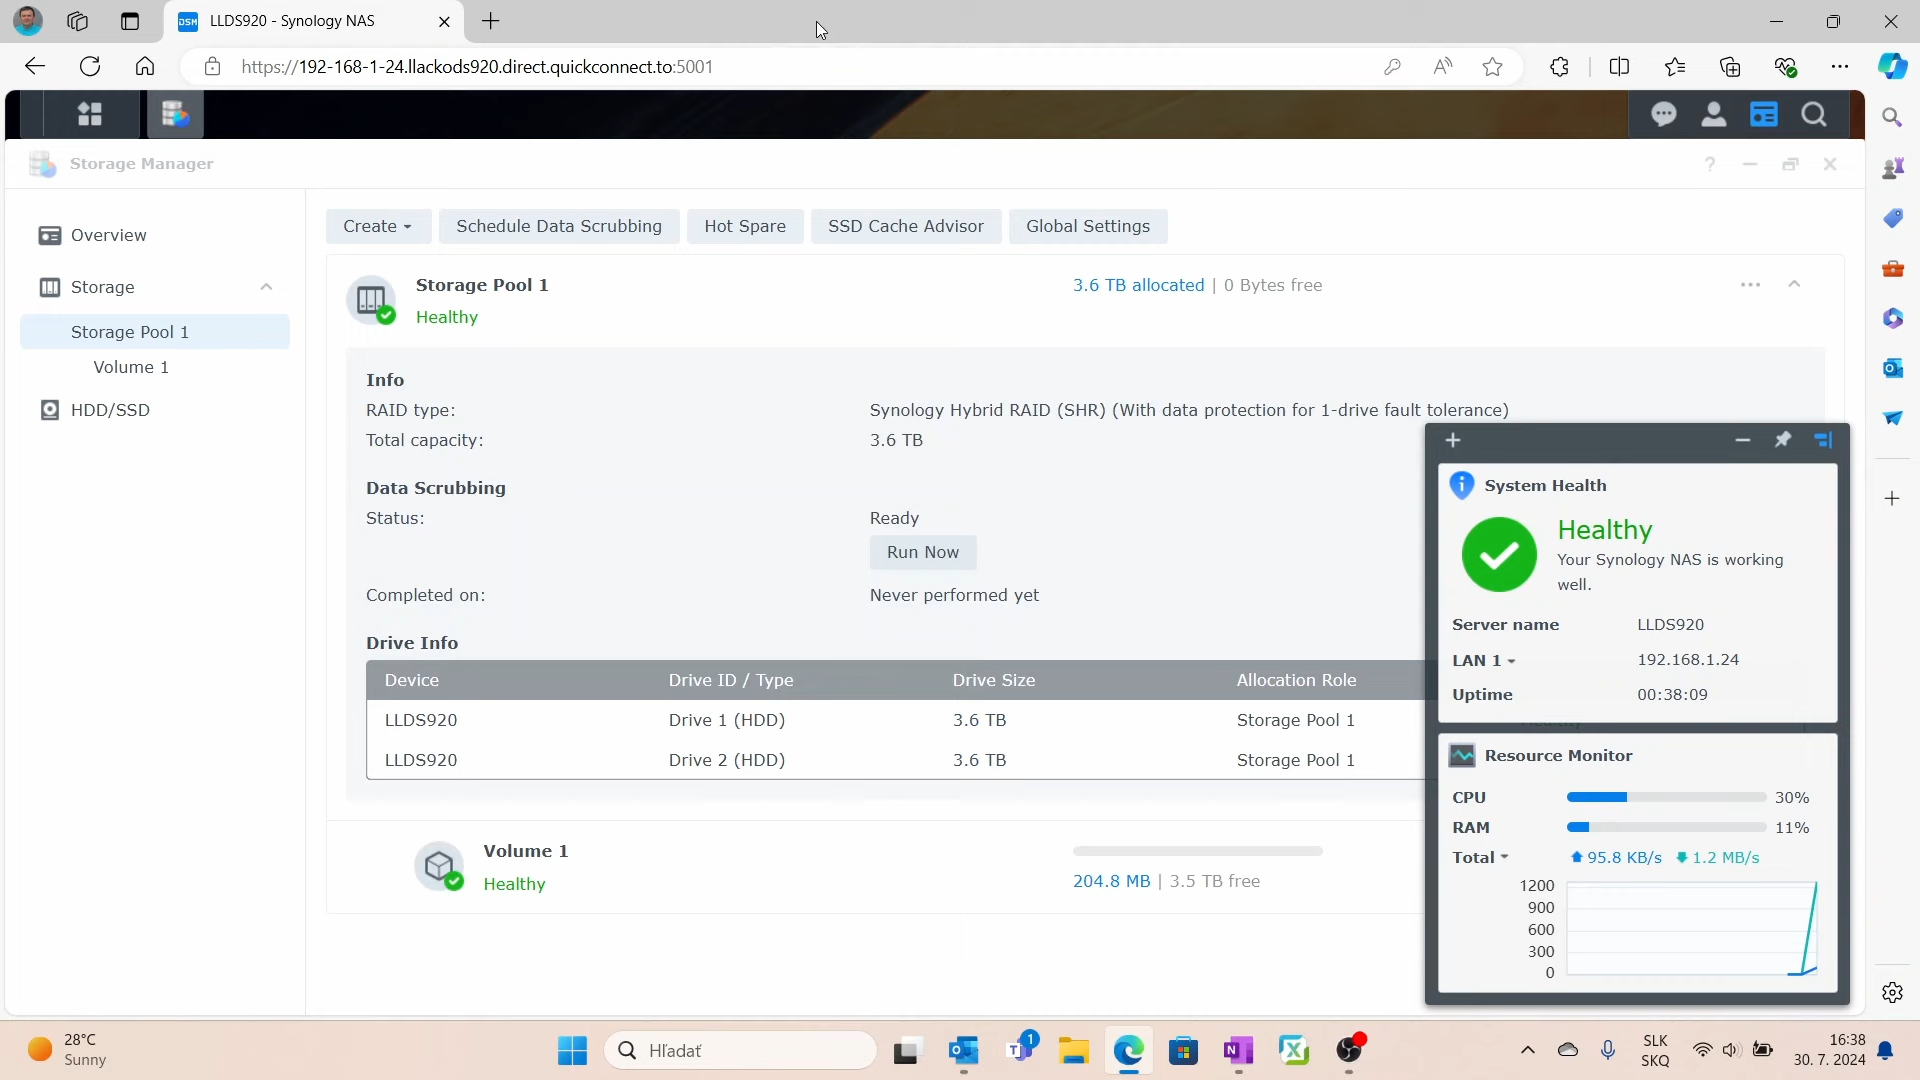 LLDS920 - Synology NAS
https://192-168-1-24.llackods920.direct.quickconnect.to:5001
Storage Manager
Overview
Storage
Storage Pool 1
Volume 1
HDD/SSD
Create
Schedule Data Scrubbing
Hot Spare
SSD Cache Advisor
Global Settings
Storage Pool 1
3.6 TB allocated | 0 Bytes free
Healthy
Info
RAID type: Synology Hybrid RAID (SHR) (With data protection for 1-drive fault tolerance)
Total capacity: 3.6 TB
Data Scrubbing
Status: Ready
Run Now
Completed on: Never performed yet
Drive Info
Device Drive ID / Type Drive Size Allocation Role
LLDS920 Drive 1 (HDD) 3.6 TB Storage Pool 1
LLDS920 Drive 2 (HDD) 3.6 TB Storage Pool 1
Volume 1
Healthy
204.8 MB | 3.5 TB free
System Health
Healthy
Your Synology NAS is working
well.
Server name LLDS920
LAN 1 192.168.1.24
Uptime 00:38:09
Resource Monitor
CPU 30%
RAM 11%
Total 95.8 KB/s 1.2 MB/s
1200
900
600
300
0
28°C
Sunny
Hľadať
1
SLK
SKQ
16:38
30. 7. 2024